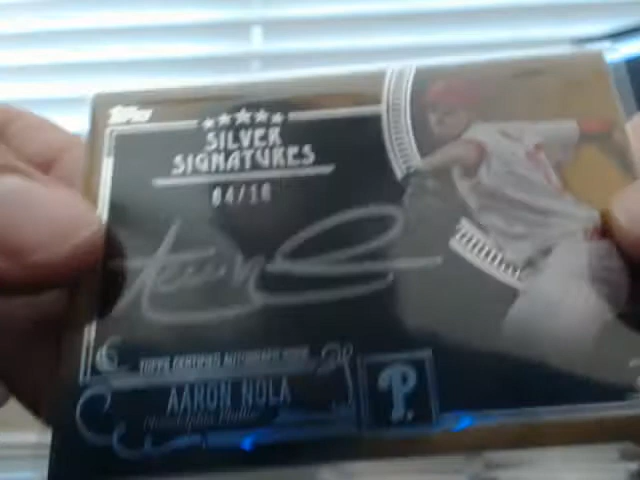 Topps
SILVER
SIGNATURES
04/10
TOPPS CERTIFIED AUTOGRAPH ISSUE
AARON NOLA
Philadelphia Phillies
P